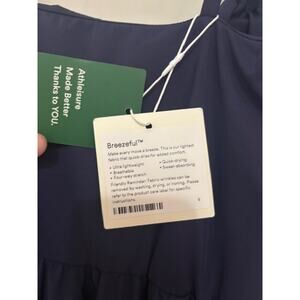 Athleisure
Made Better
Thanks to YOU.
Breezeful™
Make every move a breeze. This is our lightest
fabric that quick-dries for added comfort.
• Ultra lightweight
• Quick-drying
• Breathable
• Sweat-absorbing
• Four-way stretch
Friendly Reminder: Fabric wrinkles can be
removed by washing, drying, or ironing. Please
refer to the product care label for specific
instructions.